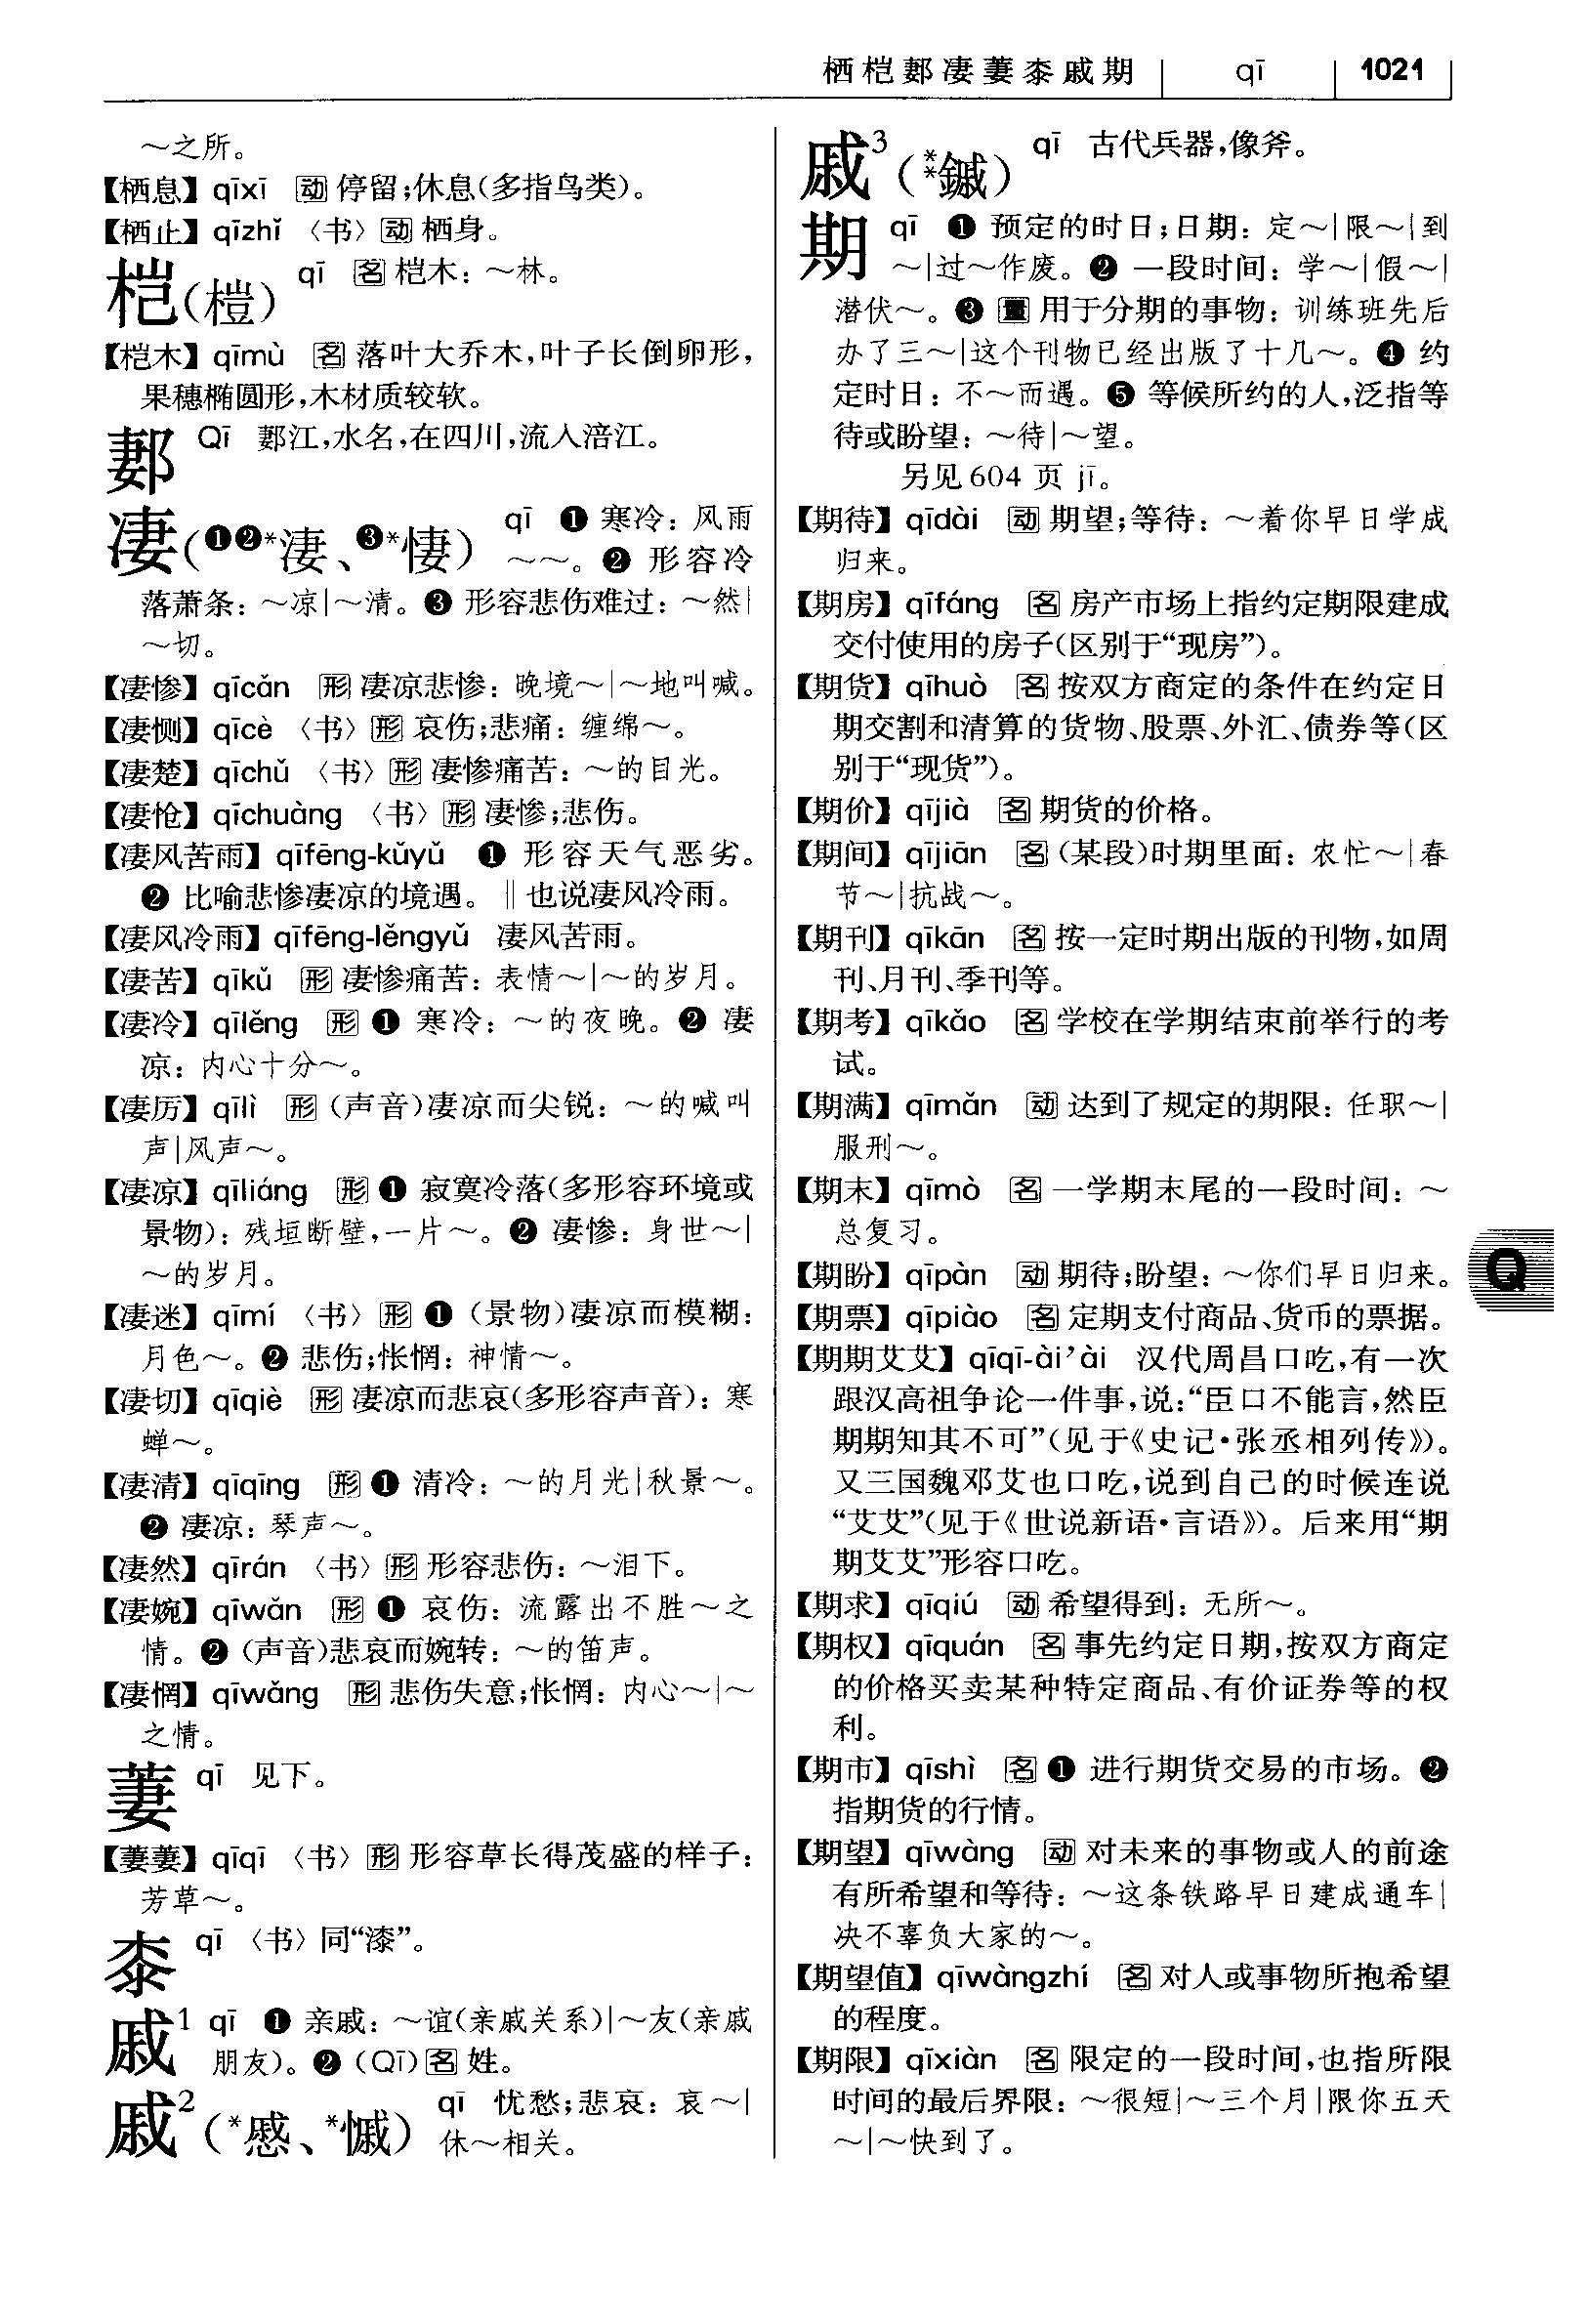 栖桤郪凄萋桼戚期 qī 1021
～之所。
【栖息】qīxī 动 停留;休息(多指鸟类)。
【栖止】qīzhǐ 〈书〉动 栖身。
桤(榿) qī 名 桤木：～林。
【桤木】qīmù 名 落叶大乔木,叶子长倒卵形,
果穗椭圆形,木材质较软。
郪 Qī 郪江,水名,在四川,流入涪江。
凄(❶❷*淒、❸*悽) qī ❶ 寒冷：风雨
～～。❷ 形容冷
落萧条：～凉|～清。❸ 形容悲伤难过：～然|
～切。
【凄惨】qīcǎn 形 凄凉悲惨：晚境～|～地叫喊。
【凄恻】qīcè 〈书〉形 哀伤;悲痛：缠绵～。
【凄楚】qīchǔ 〈书〉形 凄惨痛苦：～的目光。
【凄怆】qīchuàng 〈书〉形 凄惨;悲伤。
【凄风苦雨】qīfēng-kǔyǔ ❶ 形容天气恶劣。
❷ 比喻悲惨凄凉的境遇。‖也说凄风冷雨。
【凄风冷雨】qīfēng-lěngyǔ 凄风苦雨。
【凄苦】qīkǔ 形 凄惨痛苦：表情～|～的岁月。
【凄冷】qīlěng 形 ❶ 寒冷：～的夜晚。❷ 凄
凉：内心十分～。
【凄厉】qīlì 形 (声音)凄凉而尖锐：～的喊叫
声|风声～。
【凄凉】qīliáng 形 ❶ 寂寞冷落(多形容环境或
景物)：残垣断壁,一片～。❷ 凄惨：身世～|
～的岁月。
【凄迷】qīmí 〈书〉形 ❶ (景物)凄凉而模糊：
月色～。❷ 悲伤;怅惘：神情～。
【凄切】qīqiè 形 凄凉而悲哀(多形容声音)：寒
蝉～。
【凄清】qīqīng 形 ❶ 清冷：～的月光|秋景～。
❷ 凄凉：琴声～。
【凄然】qīrán 〈书〉形 形容悲伤：～泪下。
【凄婉】qīwǎn 形 ❶ 哀伤：流露出不胜～之
情。❷ (声音)悲哀而婉转：～的笛声。
【凄惘】qīwǎng 形 悲伤失意;怅惘：内心～|～
之情。
萋 qī 见下。
【萋萋】qīqī 〈书〉形 形容草长得茂盛的样子：
芳草～。
桼 qī 〈书〉同“漆”。
戚1 qī ❶ 亲戚：～谊(亲戚关系)|～友(亲戚
朋友)。❷ (Qī)名 姓。
戚2(*慼、*慽) qī 忧愁;悲哀：哀～|
休～相关。
戚3(**鏚) qī 古代兵器,像斧。
期 qī ❶ 预定的时日;日期：定～|限～|到
～|过～作废。❷ 一段时间：学～|假～|
潜伏～。❸ 量 用于分期的事物：训练班先后
办了三～|这个刊物已经出版了十几～。❹ 约
定时日：不～而遇。❺ 等候所约的人,泛指等
待或盼望：～待|～望。
另见 604 页 jī。
【期待】qīdài 动 期望;等待：～着你早日学成
归来。
【期房】qīfáng 名 房产市场上指约定期限建成
交付使用的房子(区别于“现房”)。
【期货】qīhuò 名 按双方商定的条件在约定日
期交割和清算的货物、股票、外汇、债券等(区
别于“现货”)。
【期价】qījià 名 期货的价格。
【期间】qījiān 名 (某段)时期里面：农忙～|春
节～|抗战～。
【期刊】qīkān 名 按一定时期出版的刊物,如周
刊、月刊、季刊等。
【期考】qīkǎo 名 学校在学期结束前举行的考
试。
【期满】qīmǎn 动 达到了规定的期限：任职～|
服刑～。
【期末】qīmò 名 一学期末尾的一段时间：～
总复习。
【期盼】qīpàn 动 期待;盼望：～你们早日归来。
【期票】qīpiào 名 定期支付商品、货币的票据。
【期期艾艾】qīqī-ài’ài 汉代周昌口吃,有一次
跟汉高祖争论一件事,说：“臣口不能言,然臣
期期知其不可”(见于《史记·张丞相列传》)。
又三国魏邓艾也口吃,说到自己的时候连说
“艾艾”(见于《世说新语·言语》)。后来用“期
期艾艾”形容口吃。
【期求】qīqiú 动 希望得到：无所～。
【期权】qīquán 名 事先约定日期,按双方商定
的价格买卖某种特定商品、有价证券等的权
利。
【期市】qīshì 名 ❶ 进行期货交易的市场。❷
指期货的行情。
【期望】qīwàng 动 对未来的事物或人的前途
有所希望和等待：～这条铁路早日建成通车|
决不辜负大家的～。
【期望值】qīwàngzhí 名 对人或事物所抱希望
的程度。
【期限】qīxiàn 名 限定的一段时间,也指所限
时间的最后界限：～很短|～三个月|限你五天
～|～快到了。
Q